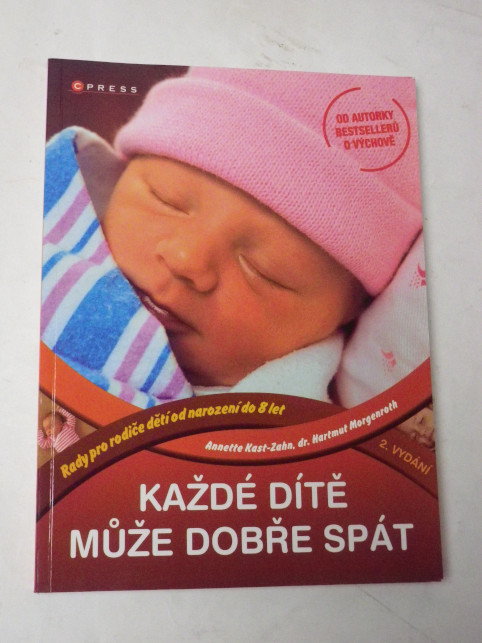 CPRESS
OD AUTORKY
BESTSELLERŮ
O VÝCHOVĚ
Rady pro rodiče dětí od narození do 8 let
Annette Kast-Zahn, dr. Hartmut Morgenroth
2. VYDÁNÍ
KAŽDÉ DÍTĚ
MŮŽE DOBŘE SPÁT